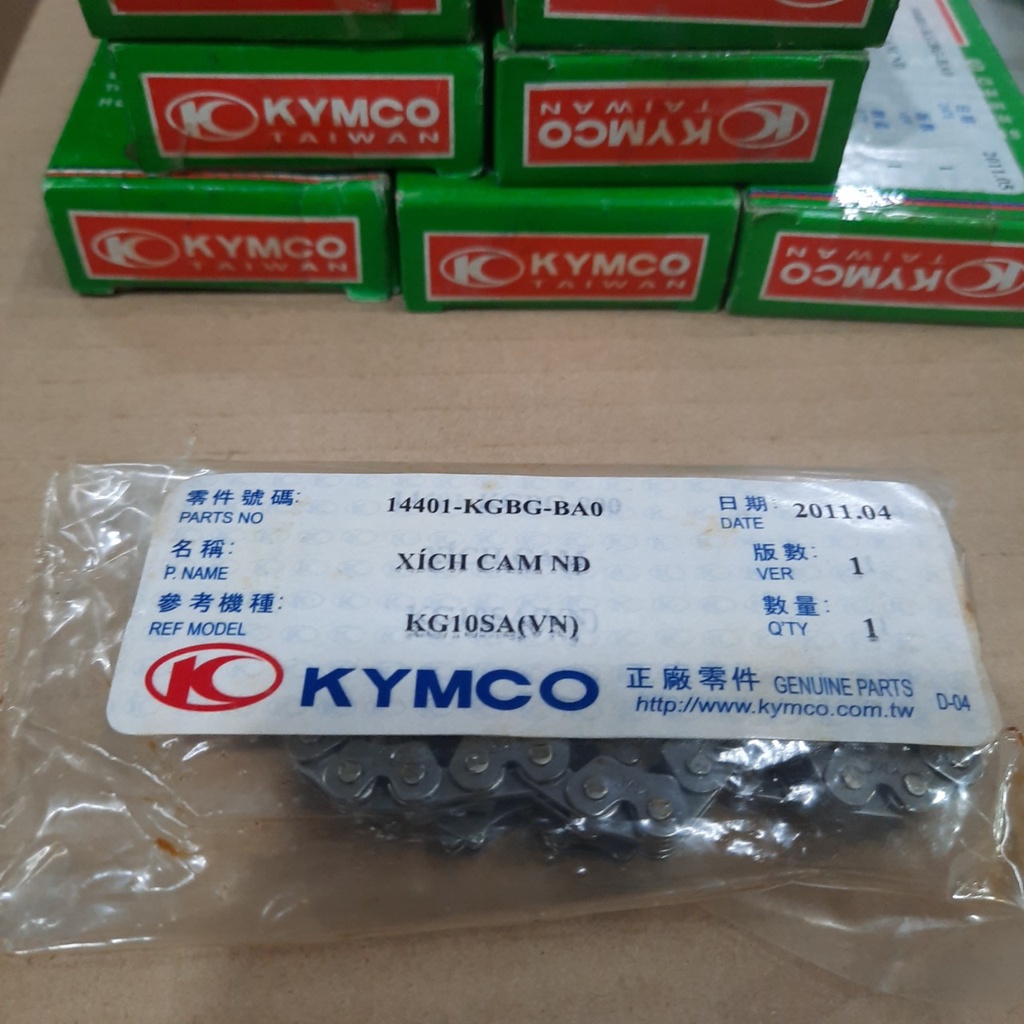 KYMCO
TAIWAN
KYMCO
TAIWAN
KYMCO
TAIWAN
KYMCO
TAIWAN
KYMCO
TAIWAN
2011.05
零件號碼: 14401-KGBG-BA0 日期: 2011.04
PARTS NO DATE
名稱: XÍCH CAM NĐ 版數: 1
P. NAME VER
參考機種: KG10SA(VN) 數量: 1
REF MODEL Q'TY
KYMCO 正廠零件 GENUINE PARTS
http://www.kymco.com.tw D-04